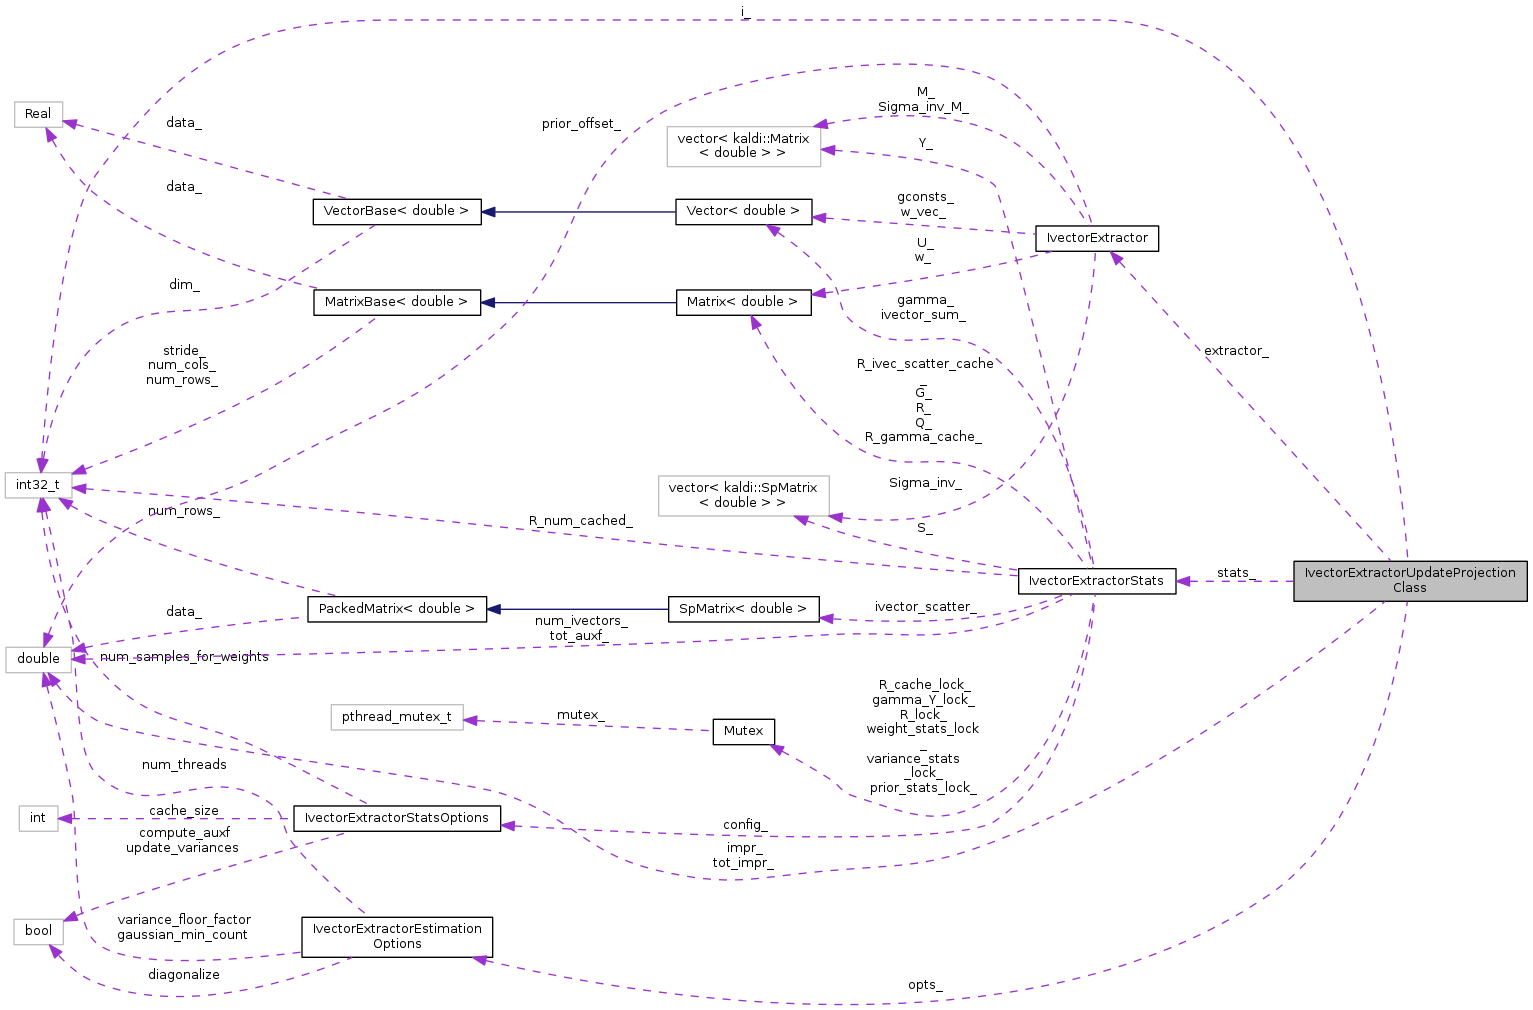 i_
Real
data_
prior_offset_
M_
Sigma_inv_M_
vector< kaldi::Matrix
< double > >
Y_
data_
VectorBase< double >
Vector< double >
gconsts_
w_vec_
IvectorExtractor
U_
w_
dim_
MatrixBase< double >
Matrix< double >
gamma_
ivector_sum_
stride_
num_cols_
num_rows_
extractor_
R_ivec_scatter_cache
_
G_
R_
Q_
R_gamma_cache_
int32_t
vector< kaldi::SpMatrix
< double > >
Sigma_inv_
num_rows_
R_num_cached_
S_
IvectorExtractorStats
stats_
IvectorExtractorUpdateProjection
Class
PackedMatrix< double >
SpMatrix< double >
ivector_scatter_
data_
num_ivectors_
tot_auxf_
double
num_samples_for_weights
R_cache_lock_
gamma_Y_lock_
R_lock_
weight_stats_lock
_
variance_stats
_lock_
prior_stats_lock_
pthread_mutex_t
mutex_
Mutex
num_threads
int
cache_size
IvectorExtractorStatsOptions
config_
compute_auxf
update_variances
impr_
tot_impr_
bool
variance_floor_factor
gaussian_min_count
IvectorExtractorEstimation
Options
diagonalize
opts_